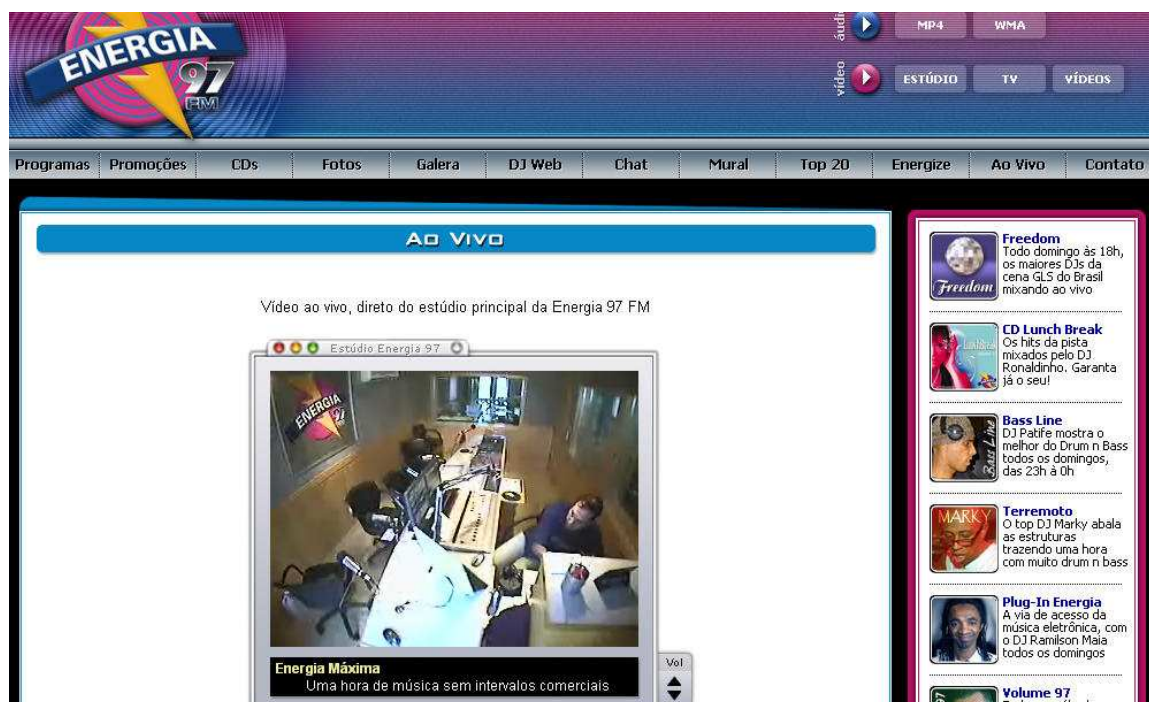 ENERGIA
97
FM
áudio
MP4
WMA
vídeo
ESTÚDIO
TV
VÍDEOS
Programas
Promoções
CDs
Fotos
Galera
DJ Web
Chat
Mural
Top 20
Energize
Ao Vivo
Contato
Ao Vivo
Vídeo ao vivo, direto do estúdio principal da Energia 97 FM
Estúdio Energia 97
ENERGIA
97
Energia Máxima
Uma hora de música sem intervalos comerciais
Vol
Freedom
Freedom
Todo domingo às 18h,
os maiores DJs da
cena GLS do Brasil
mixando ao vivo
CD Lunch Break
Os hits da pista
mixados pelo DJ
Ronaldinho. Garanta
já o seu!
Bass Line
Bass Line
DJ Patife mostra o
melhor do Drum n Bass
todos os domingos,
das 23h à 0h
MARKY
Terremoto
O top DJ Marky abala
as estruturas
trazendo uma hora
com muito drum n bass
Plug-In Energia
A via de acesso da
música eletrônica, com
o DJ Ramilson Maia
todos os domingos
Volume 97